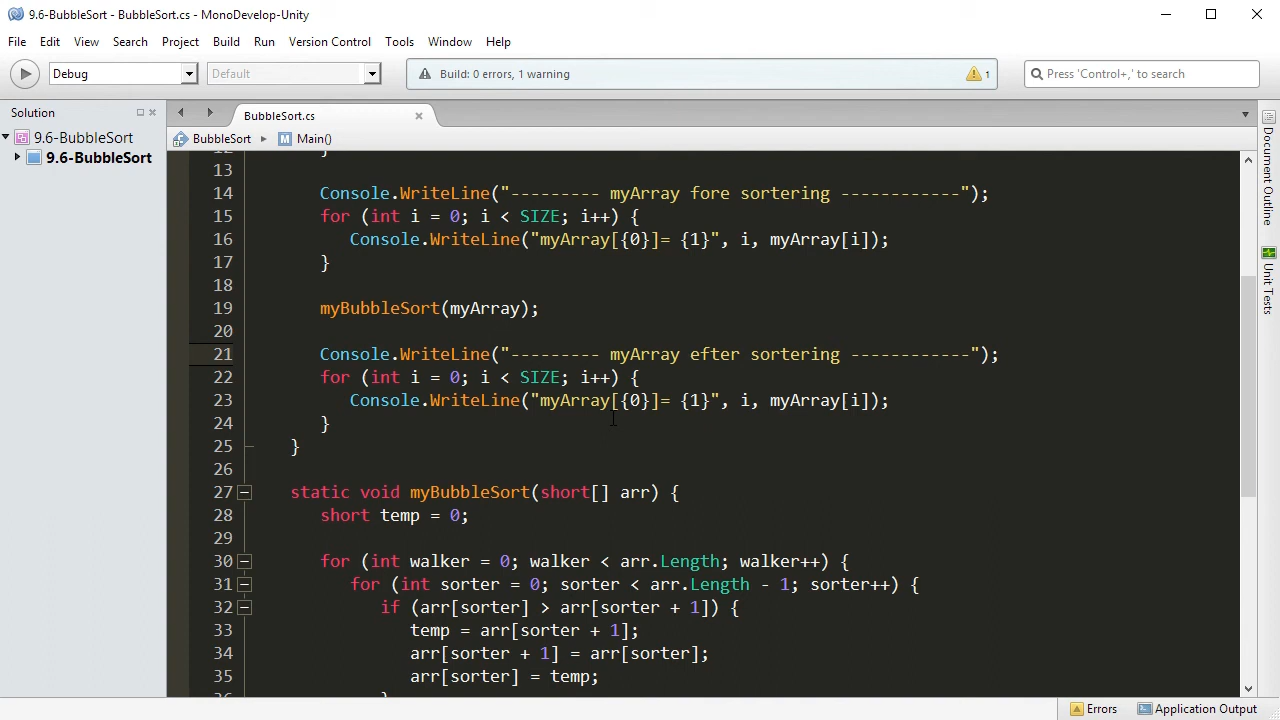 9.6-BubbleSort - BubbleSort.cs - MonoDevelop-Unity
File Edit View Search Project Build Run Version Control Tools Window Help
Debug Default Build: 0 errors, 1 warning 1 Press 'Control+,' to search
Solution BubbleSort.cs
9.6-BubbleSort BubbleSort Main()
9.6-BubbleSort
12 }
13
14 Console.WriteLine("--------- myArray fore sortering ------------");
15 for (int i = 0; i < SIZE; i++) {
16 Console.WriteLine("myArray[{0}]= {1}", i, myArray[i]);
17 }
18
19 myBubbleSort(myArray);
20
21 Console.WriteLine("--------- myArray efter sortering ------------");
22 for (int i = 0; i < SIZE; i++) {
23 Console.WriteLine("myArray[{0}]= {1}", i, myArray[i]);
24 }
25 }
26
27 static void myBubbleSort(short[] arr) {
28 short temp = 0;
29
30 for (int walker = 0; walker < arr.Length; walker++) {
31 for (int sorter = 0; sorter < arr.Length - 1; sorter++) {
32 if (arr[sorter] > arr[sorter + 1]) {
33 temp = arr[sorter + 1];
34 arr[sorter + 1] = arr[sorter];
35 arr[sorter] = temp;
36 }
Document Outline
Unit Tests
Errors Application Output